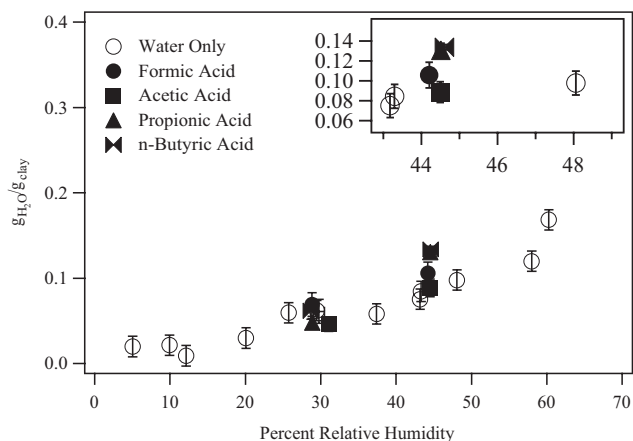 0.4
0.3
0.2
0.1
0.0
g_H2O/g_clay
Water Only
Formic Acid
Acetic Acid
Propionic Acid
n-Butyric Acid
0.14
0.12
0.10
0.08
0.06
44 46 48
0 10 20 30 40 50 60 70
Percent Relative Humidity